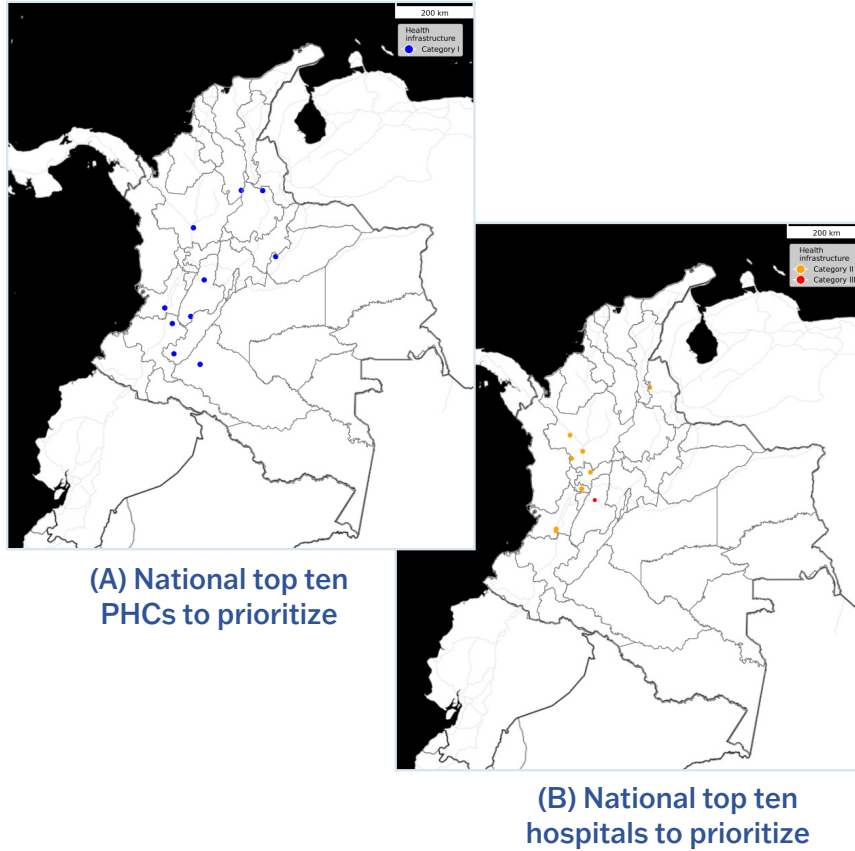 200 km
Health
infrastructure
Category I
200 km
Health
infrastructure
Category II
Category III
(A) National top ten
PHCs to prioritize
(B) National top ten
hospitals to prioritize